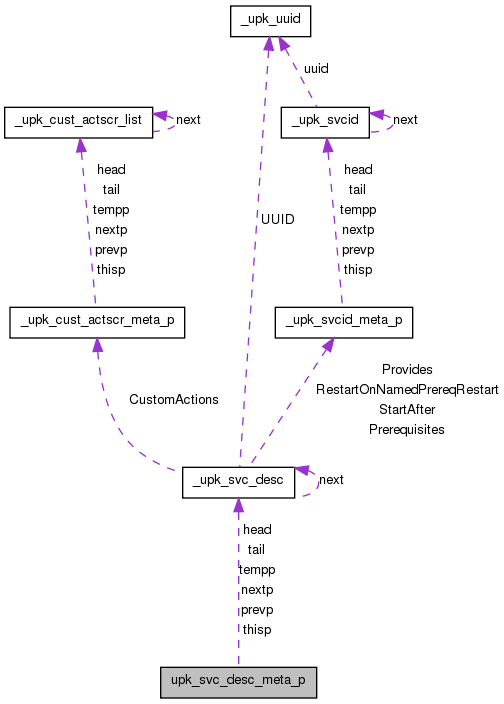 _upk_uuid
uuid
_upk_cust_actscr_list
next
_upk_svcid
next
head
tail
tempp
nextp
prevp
thisp
head
tail
tempp
nextp
prevp
thisp
UUID
_upk_cust_actscr_meta_p
_upk_svcid_meta_p
CustomActions
Provides
RestartOnNamedPrereqRestart
StartAfter
Prerequisites
_upk_svc_desc
next
head
tail
tempp
nextp
prevp
thisp
upk_svc_desc_meta_p